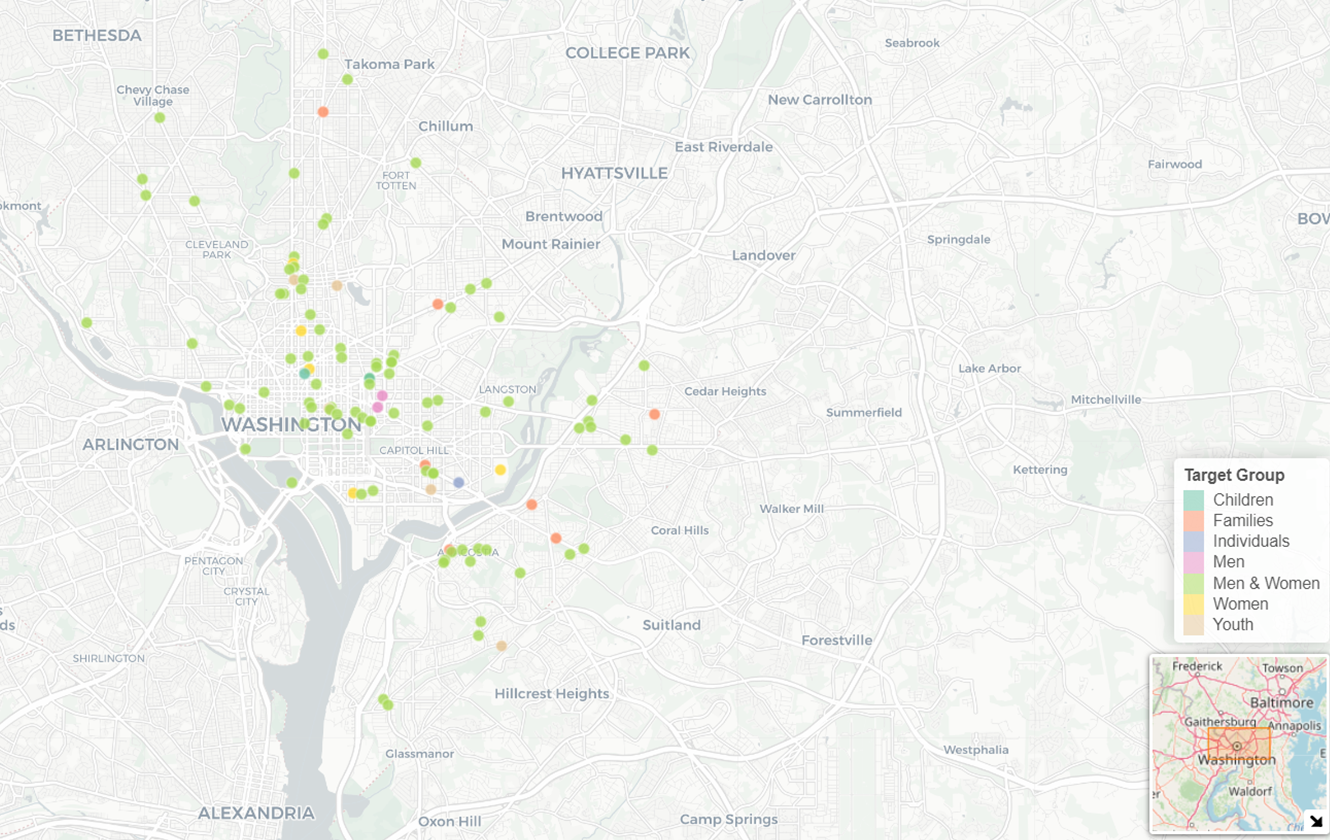 BETHESDA
COLLEGE PARK
Seabrook
Takoma Park
Chevy Chase
Village
New Carrollton
Chillum
East Riverdale
Fairwood
HYATTSVILLE
FORT
TOTTEN
okmont
Brentwood
BOW
CLEVELAND
PARK
Mount Rainier
Springdale
Landover
Lake Arbor
LANGSTON
Cedar Heights
Mitchellville
Summerfield
WASHINGTON
ARLINGTON
CAPITOL HILL
Kettering
Target Group
Children
Families
Individuals
Men
Men & Women
Women
Youth
Walker Mill
Coral Hills
PENTAGON
CITY
CRYSTAL
CITY
ds
Suitland
Forestville
SHIRLINGTON
Hillcrest Heights
Glassmanor
Westphalia
ALEXANDRIA
Oxon Hill
Camp Springs
Frederick
Towson
Baltimore
Gaithersburg
Annapolis
Washington
Waldorf